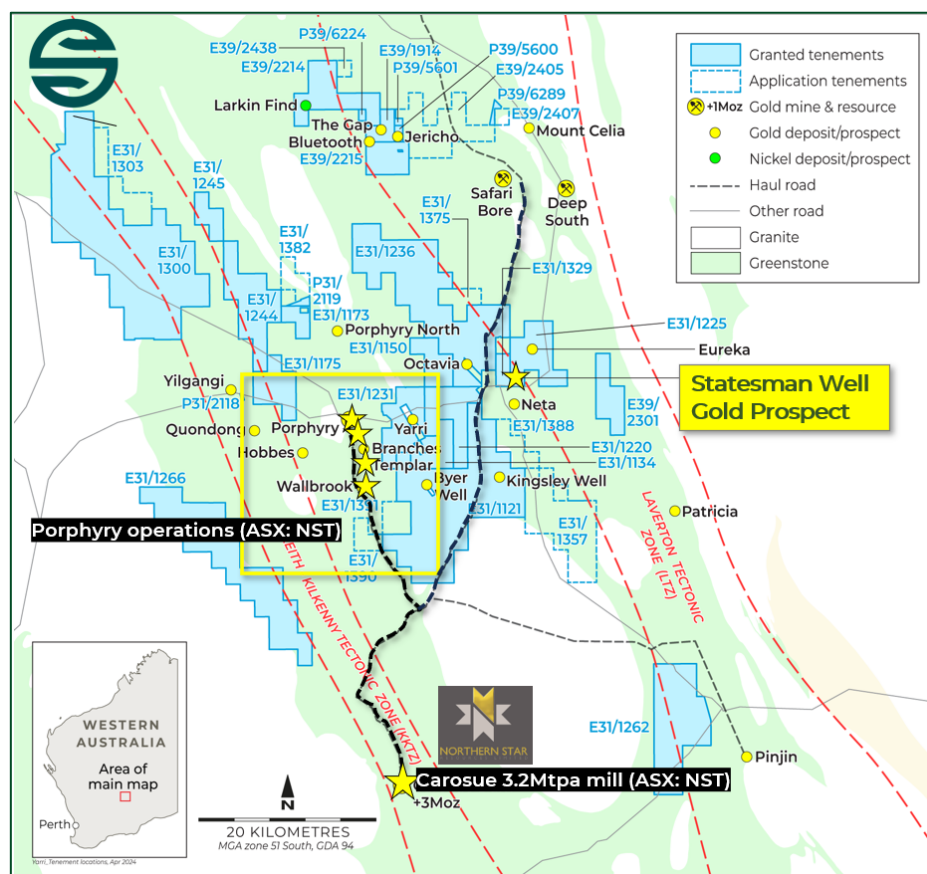 P39/6224
E39/2438
E39/2214
E39/1914
P39/5601
P39/5600
E39/2405
P39/6289
E39/2407
Larkin Find
The Gap
Bluetooth
Jericho
E39/2215
Mount Celia
Safari
Bore
Deep
South
E31/
1303
E31/
1245
E31/
1300
E31/
1382
E31/1236
E31/
1375
E31/1329
E31/
1244
P31/
2119
E31/1173
Porphyry North
E31/1150
E31/1175
Octavia
E31/1225
Eureka
Yilgangi
P31/2118
Quondong
Hobbes
E31/1231
Porphyry
Yarri
Branches
Templar
Wallbrook
Byer
Well
Neta
E31/1388
E39/
2301
E31/1220
E31/1134
Kingsley Well
E31/1121
E31/
1357
Patricia
E31/1266
E31/139
E31/
1390
Statesman Well
Gold Prospect
Porphyry operations (ASX: NST)
EITH KILKENNY TECTONIC ZONE (KKTZ)
LAVERTON TECTONIC
ZONE (LTZ)
E31/1262
Pinjin
NORTHERN STAR
Carosue 3.2Mtpa mill (ASX: NST)
+3Moz
Granted tenements
Application tenements
+1Moz Gold mine & resource
Gold deposit/prospect
Nickel deposit/prospect
Haul road
Other road
Granite
Greenstone
WESTERN
AUSTRALIA
Area of
main map
Perth
Yarri_Tenement locations, Apr 2024
N
20 KILOMETRES
MGA zone 51 South, GDA 94